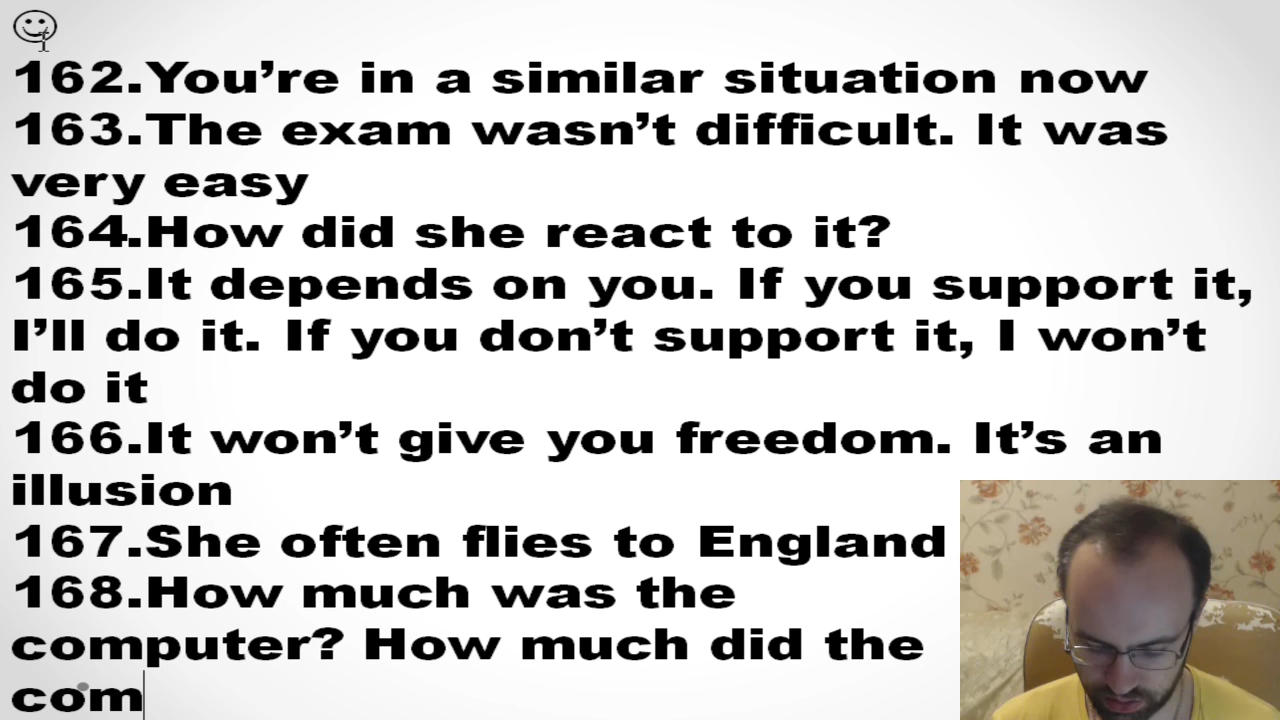 162.You’re in a similar situation now
163.The exam wasn’t difficult. It was
very easy
164.How did she react to it?
165.It depends on you. If you support it,
I’ll do it. If you don’t support it, I won’t
do it
166.It won’t give you freedom. It’s an
illusion
167.She often flies to England
168.How much was the
computer? How much did the
com